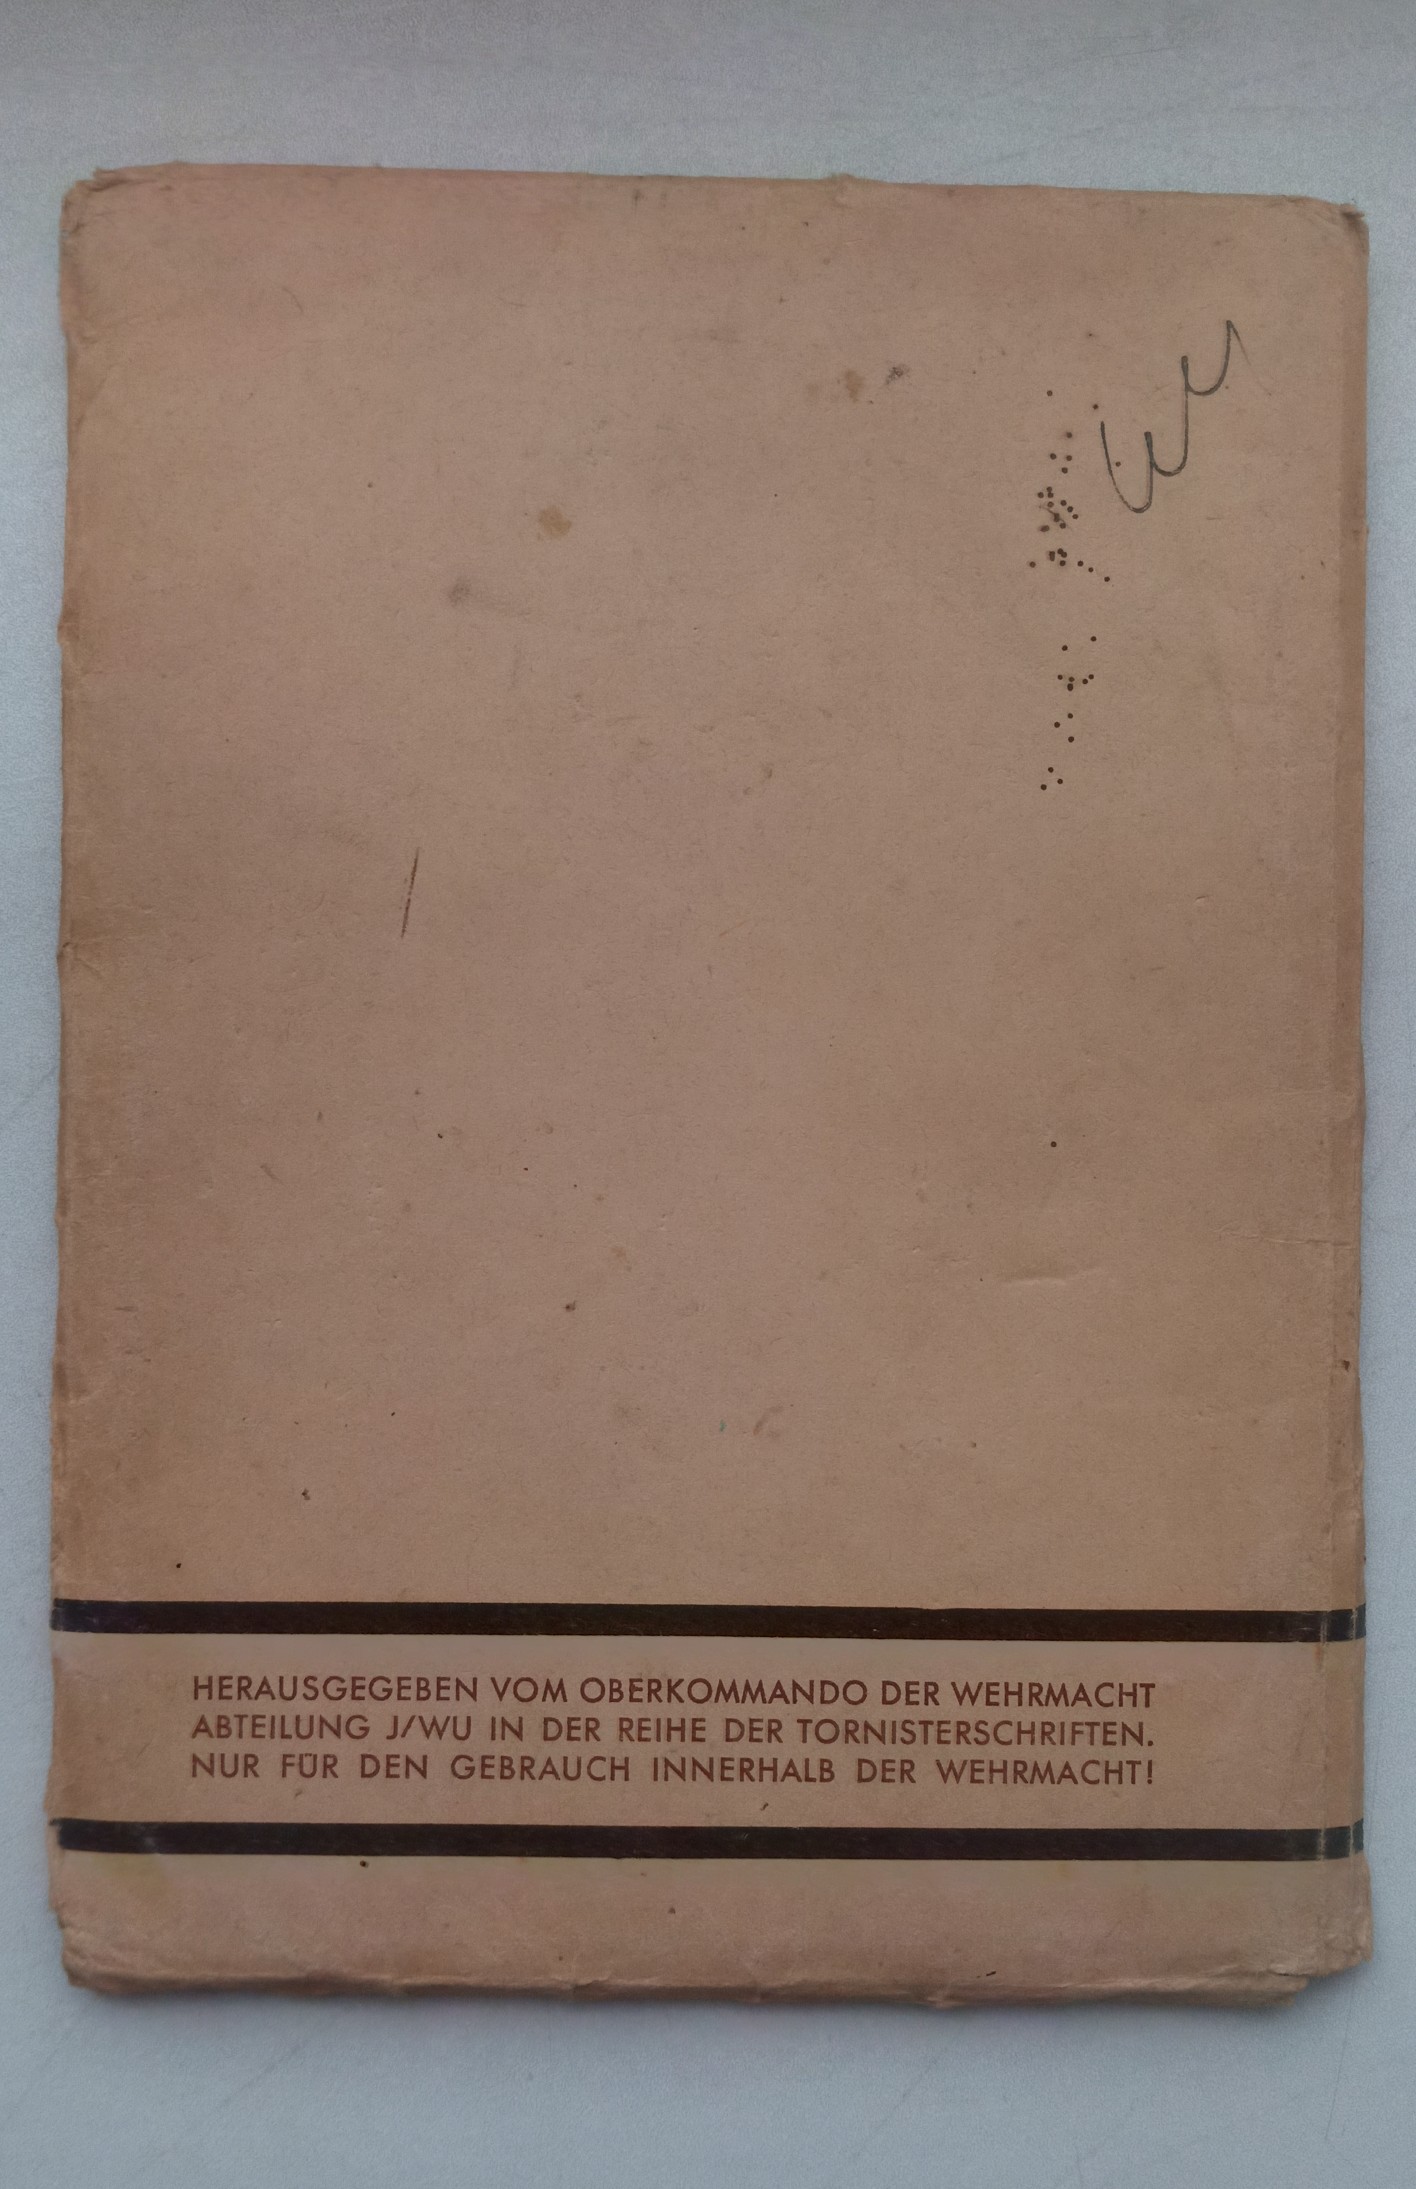 HERAUSGEGEBEN VOM OBERKOMMANDO DER WEHRMACHT
ABTEILUNG J/WU IN DER REIHE DER TORNISTERSCHRIFTEN.
NUR FÜR DEN GEBRAUCH INNERHALB DER WEHRMACHT!